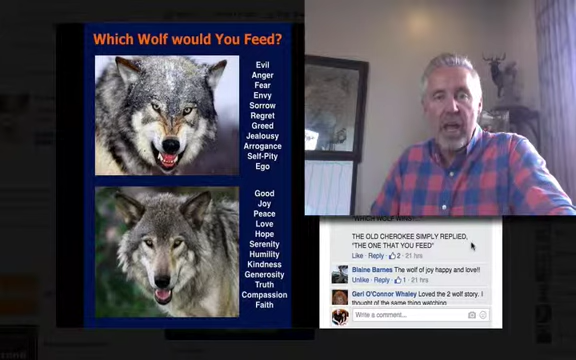 Which Wolf would You Feed?
Evil
Anger
Fear
Envy
Sorrow
Regret
Greed
Jealousy
Arrogance
Self-Pity
Ego
Good
Joy
Peace
Love
Hope
Serenity
Humility
Kindness
Generosity
Truth
Compassion
Faith
THE OLD CHEROKEE SIMPLY REPLIED,
"THE ONE THAT YOU FEED"
Like · Reply · 2 · 21 hrs
Blaine Barnes The wolf of joy happy and love!!
Unlike · Reply · 1 · 21 hrs
Geri O'Connor Whaley Loved the 2 wolf story. I
thought of the same thing watching
Write a comment...